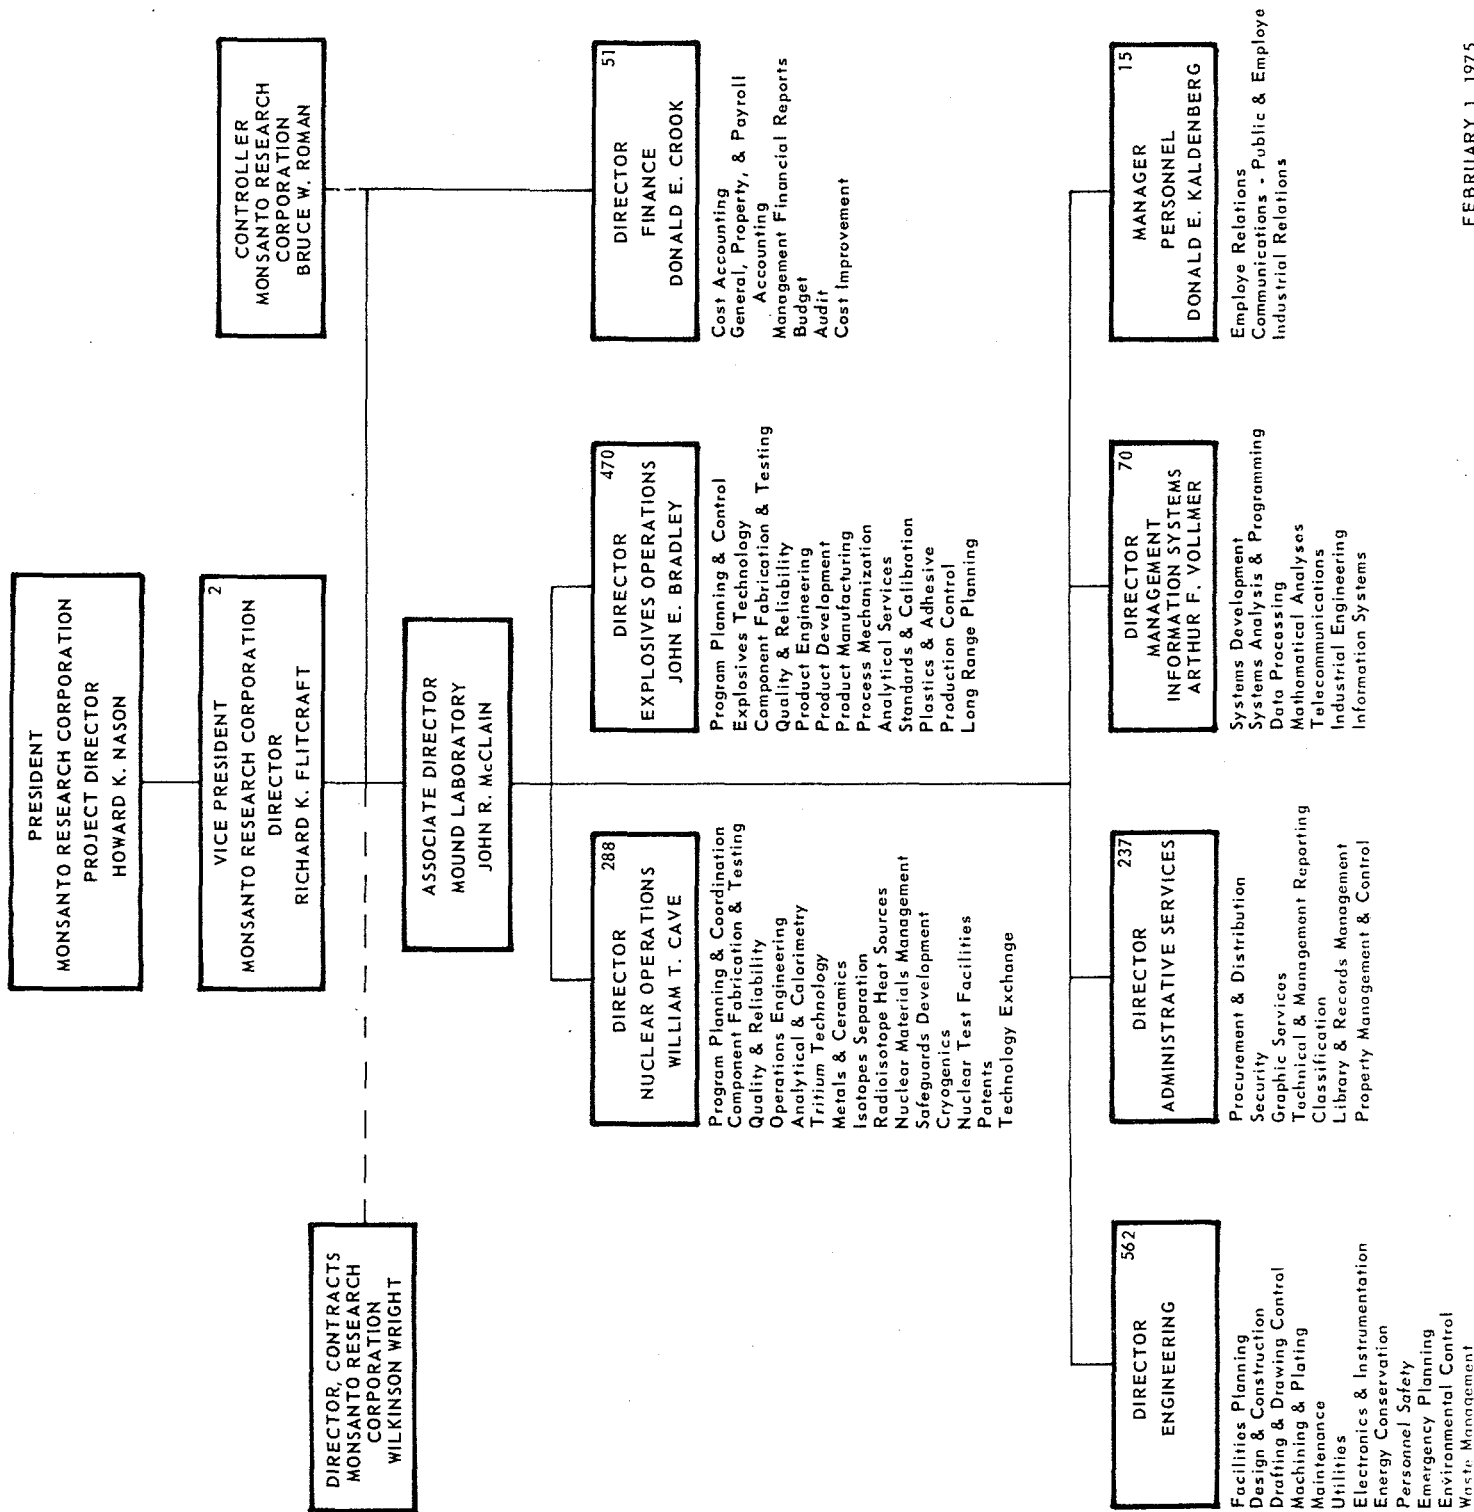 PRESIDENT
MONSANTO RESEARCH CORPORATION
PROJECT DIRECTOR
HOWARD K. NASON
2
VICE PRESIDENT
MONSANTO RESEARCH CORPORATION
DIRECTOR
RICHARD K. FLITCRAFT
CONTROLLER
MONSANTO RESEARCH
CORPORATION
BRUCE W. ROMAN
DIRECTOR, CONTRACTS
MONSANTO RESEARCH
CORPORATION
WILKINSON WRIGHT
ASSOCIATE DIRECTOR
MOUND LABORATORY
JOHN R. McCLAIN
288
DIRECTOR
NUCLEAR OPERATIONS
WILLIAM T. CAVE
Program Planning & Coordination
Component Fabrication & Testing
Quality & Reliability
Operations Engineering
Analytical & Calorimetry
Tritium Technology
Metals & Ceramics
Isotopes Separation
Radioisotope Heat Sources
Nuclear Materials Management
Safeguards Development
Cryogenics
Nuclear Test Facilities
Patents
Technology Exchange
470
DIRECTOR
EXPLOSIVES OPERATIONS
JOHN E. BRADLEY
Program Planning & Control
Explosives Technology
Component Fabrication & Testing
Quality & Reliability
Product Engineering
Product Development
Product Manufacturing
Process Mechanization
Analytical Services
Standards & Calibration
Plastics & Adhesive
Production Control
Long Range Planning
51
DIRECTOR
FINANCE
DONALD E. CROOK
Cost Accounting
General, Property, & Payroll
Accounting
Management Financial Reports
Budget
Audit
Cost Improvement
562
DIRECTOR
ENGINEERING
Facilities Planning
Design & Construction
Drafting & Drawing Control
Machining & Plating
Maintenance
Utilities
Electronics & Instrumentation
Energy Conservation
Personnel Safety
Emergency Planning
Environmental Control
Waste Management
237
DIRECTOR
ADMINISTRATIVE SERVICES
Procurement & Distribution
Security
Graphic Services
Technical & Management Reporting
Classification
Library & Records Management
Property Management & Control
70
DIRECTOR
MANAGEMENT
INFORMATION SYSTEMS
ARTHUR F. VOLLMER
Systems Development
Systems Analysis & Programming
Data Processing
Mathematical Analyses
Telecommunications
Industrial Engineering
Information Systems
15
MANAGER
PERSONNEL
DONALD E. KALDENBERG
Employe Relations
Communications - Public & Employe
Industrial Relations
FEBRUARY 1, 1975